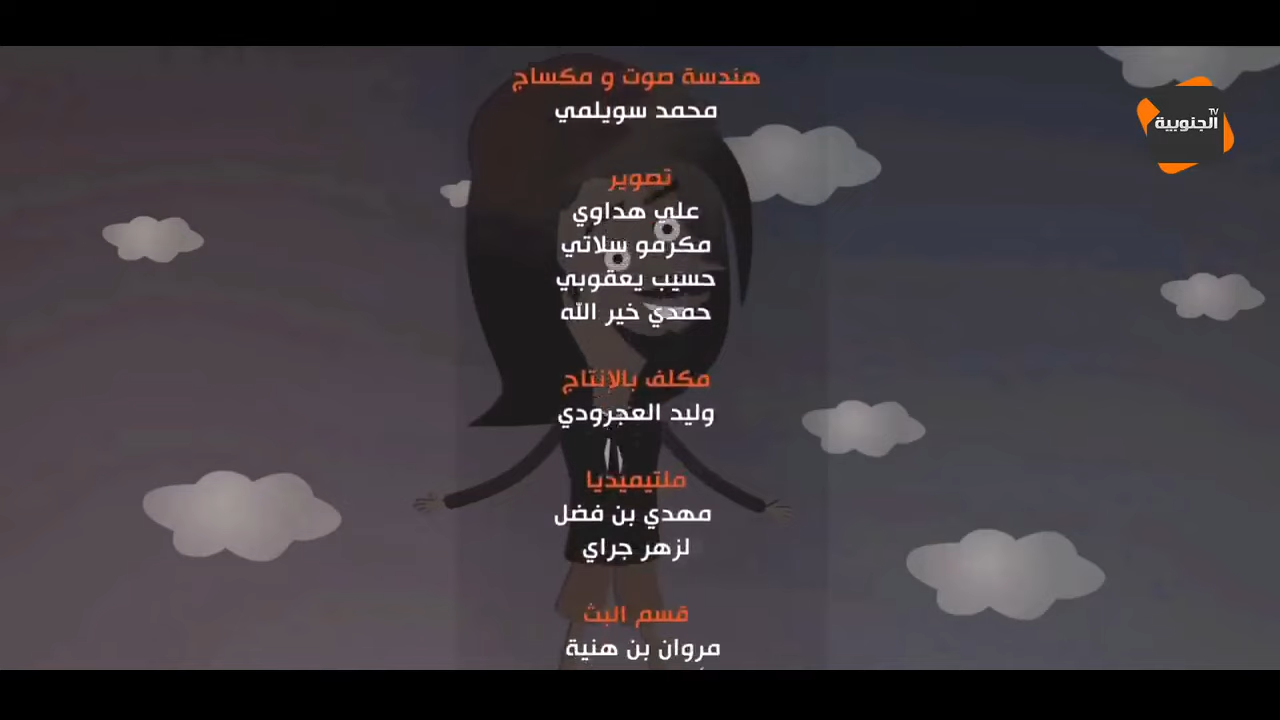 هندسة صوت و مكساج
محمد سويلمي
تصوير
علي هداوي
مكرمو سلاتي
حسيب يعقوبي
حمدي خير الله
مكلف بالإنتاج
وليد العجرودي
ملتيميديا
مهدي بن فضل
لزهر جراي
قسم البث
مروان بن هنية
الجنوبية TV